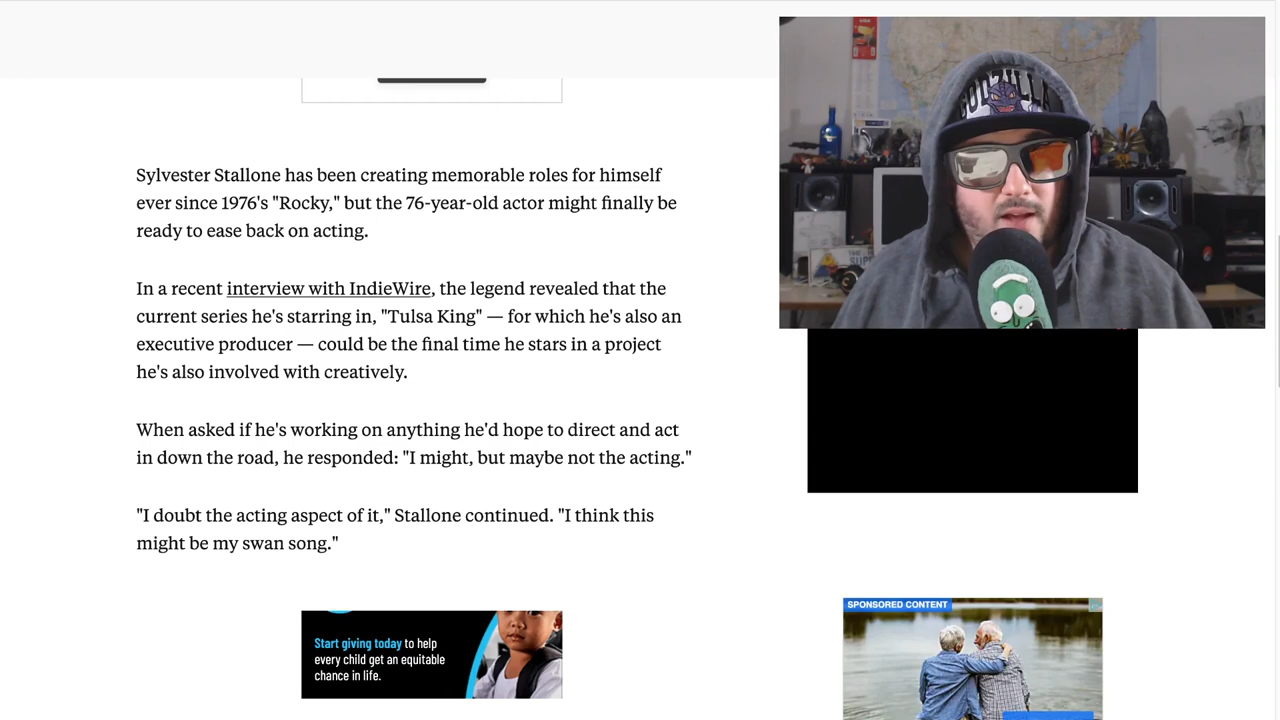 GODZILLA
Sylvester Stallone has been creating memorable roles for himself
ever since 1976's "Rocky," but the 76-year-old actor might finally be
ready to ease back on acting.
In a recent interview with IndieWire, the legend revealed that the
current series he's starring in, "Tulsa King" — for which he's also an
executive producer — could be the final time he stars in a project
he's also involved with creatively.
When asked if he's working on anything he'd hope to direct and act
in down the road, he responded: "I might, but maybe not the acting."
"I doubt the acting aspect of it," Stallone continued. "I think this
might be my swan song."
Start giving today to help
every child get an equitable
chance in life.
SPONSORED CONTENT